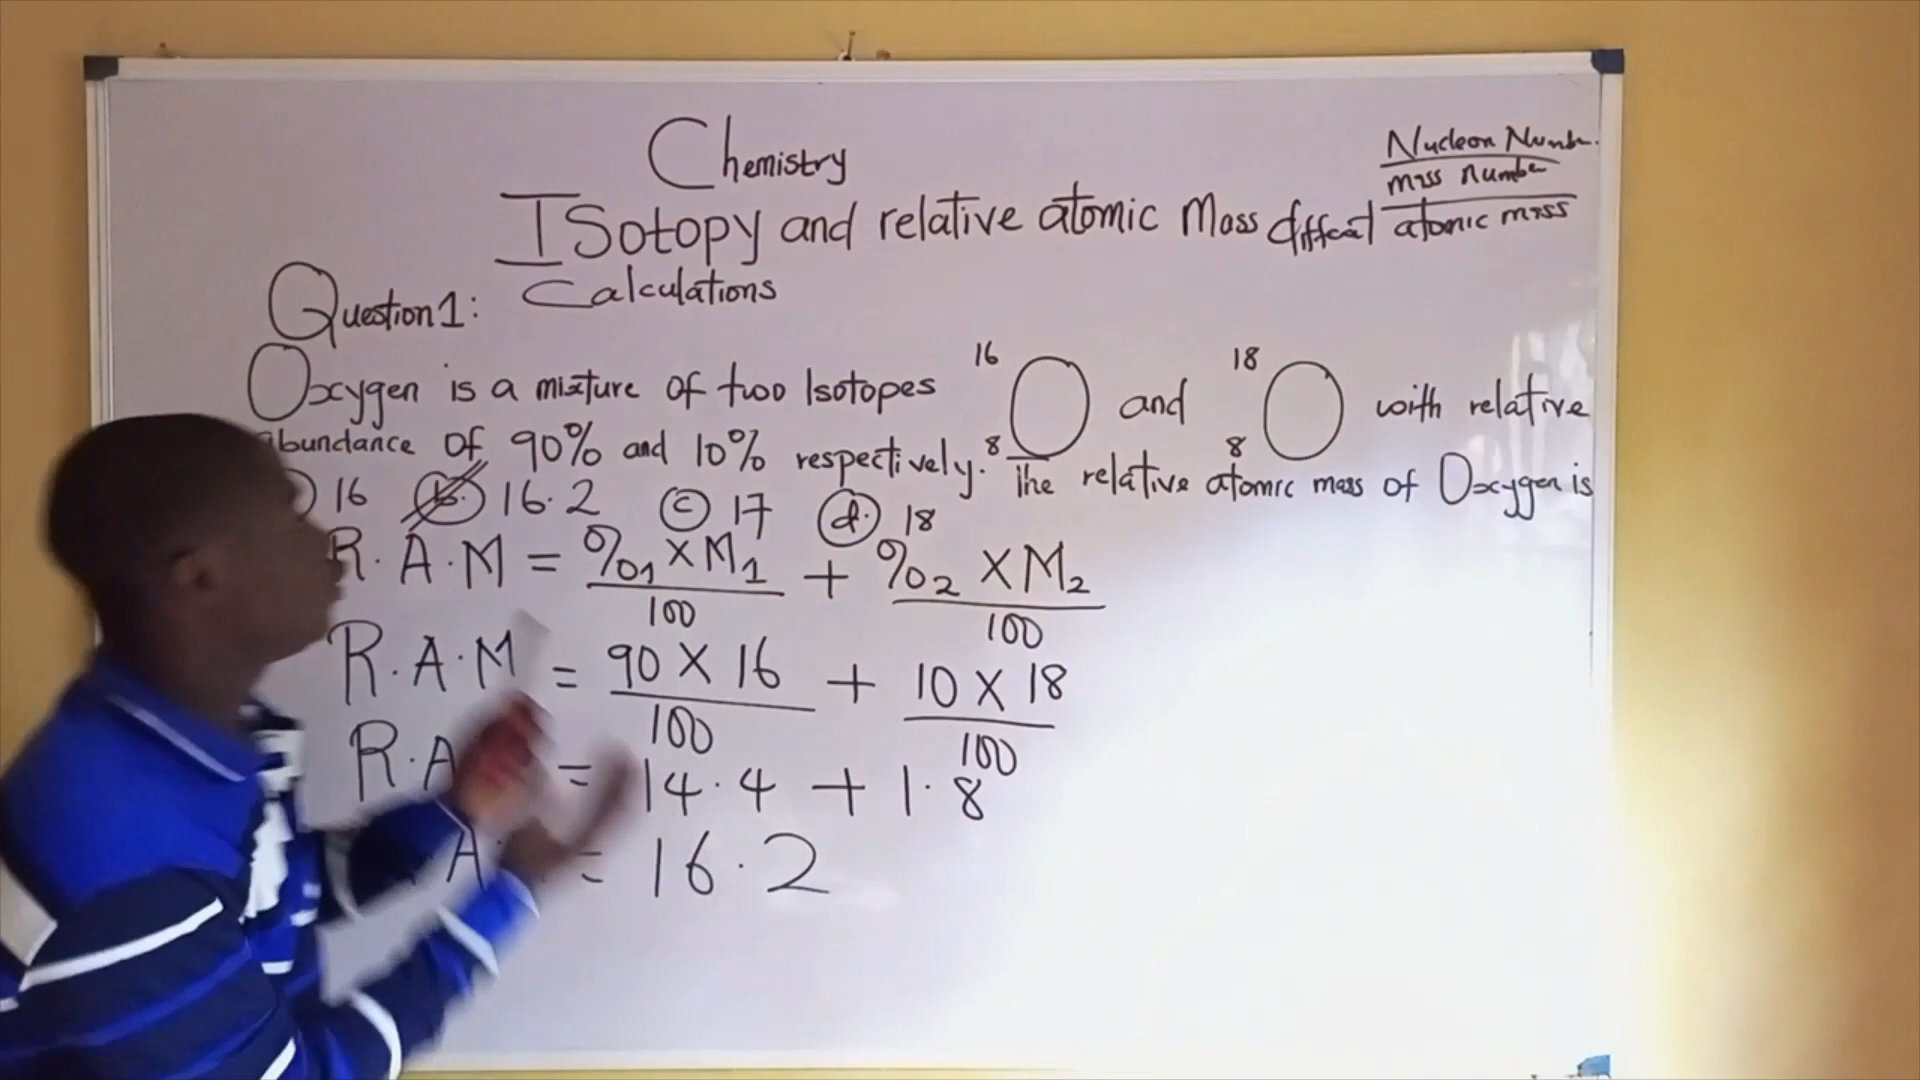 Chemistry
Nucleon Numbe.
mass number
atomic mass
ISotopy and relative atomic Mass
Calculations
Question 1:
Oxygen is a mixture of two Isotopes 16 8 O and 18 8 O with relative
abundance of 90% and 10% respectively. The relative atomic mass of Oxygen is
16 (b.) 16.2 (c) 17 (d.) 18
R.A.M = %1 X M1 / 100 + %2 X M2 / 100
R.A.M = 90 X 16 / 100 + 10 X 18 / 100
R.A = 14.4 + 1.8
A = 16.2